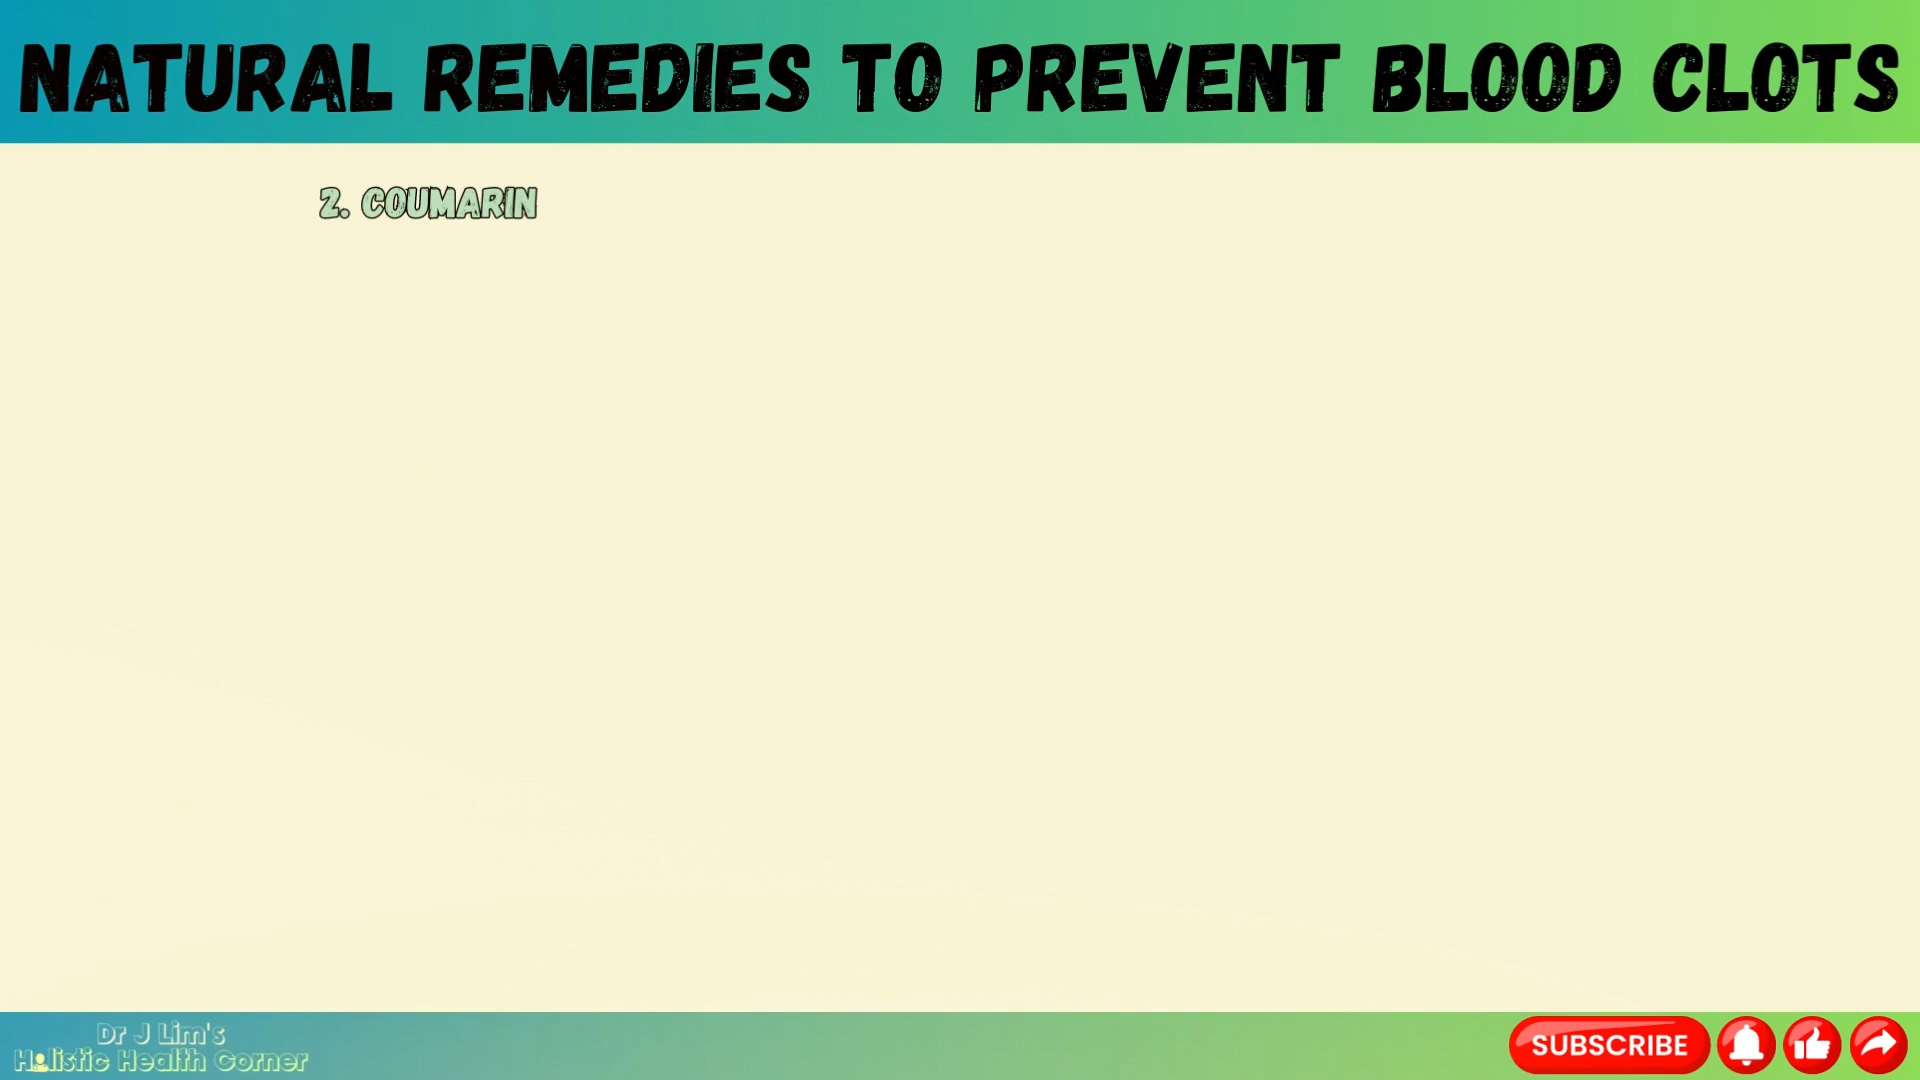 NATURAL REMEDIES TO PREVENT BLOOD CLOTS
2. COUMARIN
Dr J Lim's
Holistic Health Corner
SUBSCRIBE